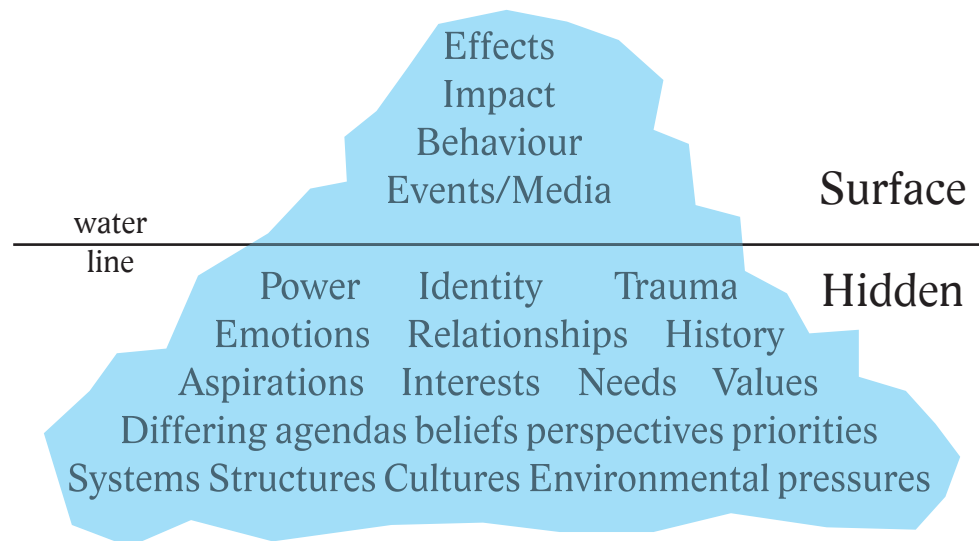 Effects
Impact
Behaviour
Events/Media
Surface
water
line
Hidden
Power Identity Trauma
Emotions Relationships History
Aspirations Interests Needs Values
Differing agendas beliefs perspectives priorities
Systems Structures Cultures Environmental pressures